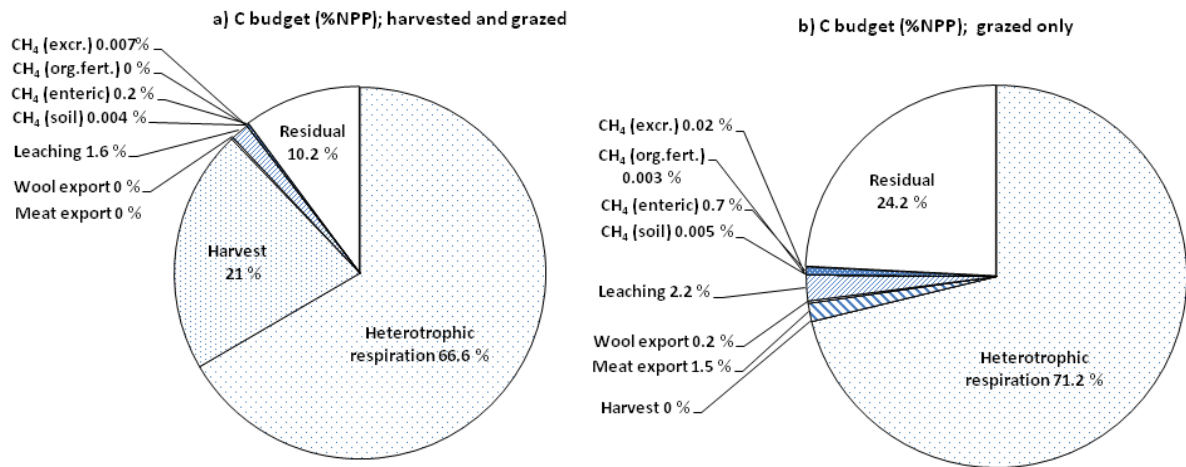 a) C budget (%NPP); harvested and grazed
CH₄ (excr.) 0.007%
CH₄ (org.fert.) 0 %
CH₄ (enteric) 0.2 %
CH₄ (soil) 0.004 %
Leaching 1.6 %
Wool export 0 %
Meat export 0 %
Residual
10.2 %
Harvest
21 %
Heterotrophic
respiration 66.6 %
b) C budget (%NPP); grazed only
CH₄ (excr.) 0.02 %
CH₄ (org.fert.)
0.003 %
CH₄ (enteric) 0.7 %
CH₄ (soil) 0.005 %
Leaching 2.2 %
Wool export 0.2 %
Meat export 1.5 %
Harvest 0 %
Residual
24.2 %
Heterotrophic
respiration 71.2 %